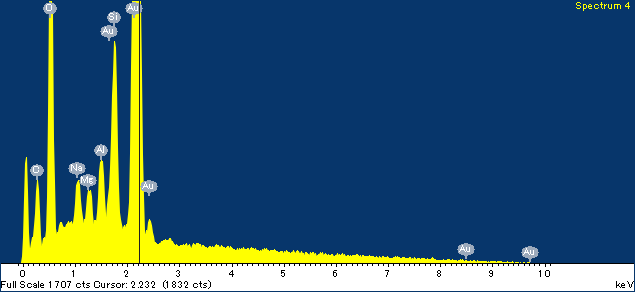 Spectrum 4
O Si Au
Au
Al
C Na Mg Au
Au Au
0 1 2 3 4 5 6 7 8 9 10
Full Scale 1707 cts Cursor: 2.232 (1832 cts) keV